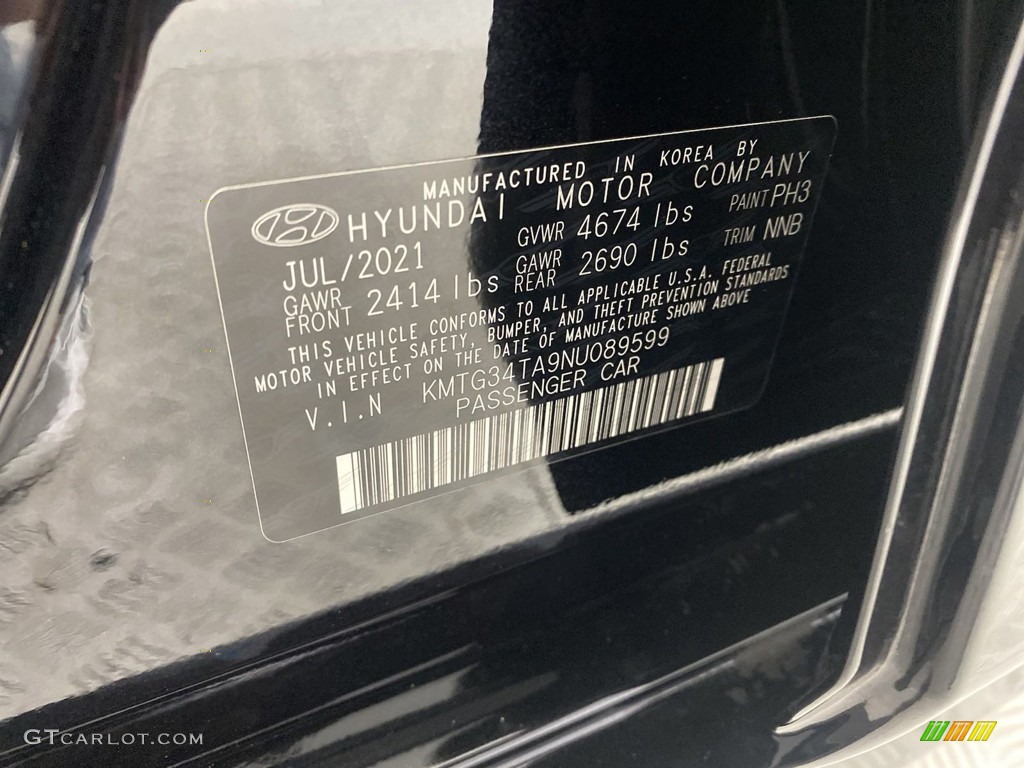 MANUFACTURED IN KOREA BY
HYUNDAI MOTOR COMPANY
JUL/2021 GVWR 4674 lbs PAINT PH3
GAWR FRONT 2414 lbs GAWR REAR 2690 lbs TRIM NNB
THIS VEHICLE CONFORMS TO ALL APPLICABLE U.S.A. FEDERAL
MOTOR VEHICLE SAFETY, BUMPER, AND THEFT PREVENTION STANDARDS
IN EFFECT ON THE DATE OF MANUFACTURE SHOWN ABOVE
V.I.N KMTG34TA9NU089599
PASSENGER CAR
GTCARLOT.COM